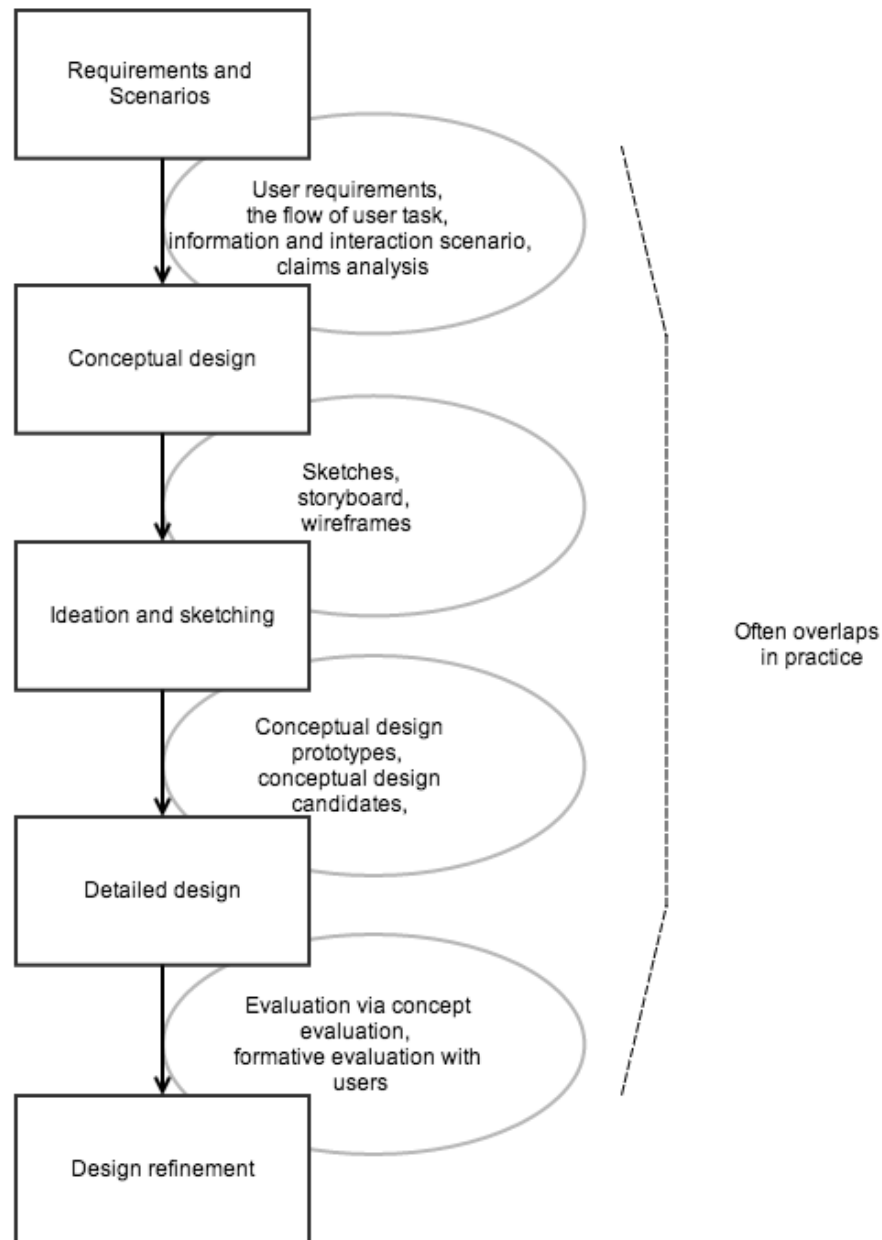 Requirements and
Scenarios
User requirements,
the flow of user task,
information and interaction scenario,
claims analysis
Conceptual design
Sketches,
storyboard,
wireframes
Ideation and sketching
Often overlaps
in practice
Conceptual design
prototypes,
conceptual design
candidates,
Detailed design
Evaluation via concept
evaluation,
formative evaluation with
users
Design refinement